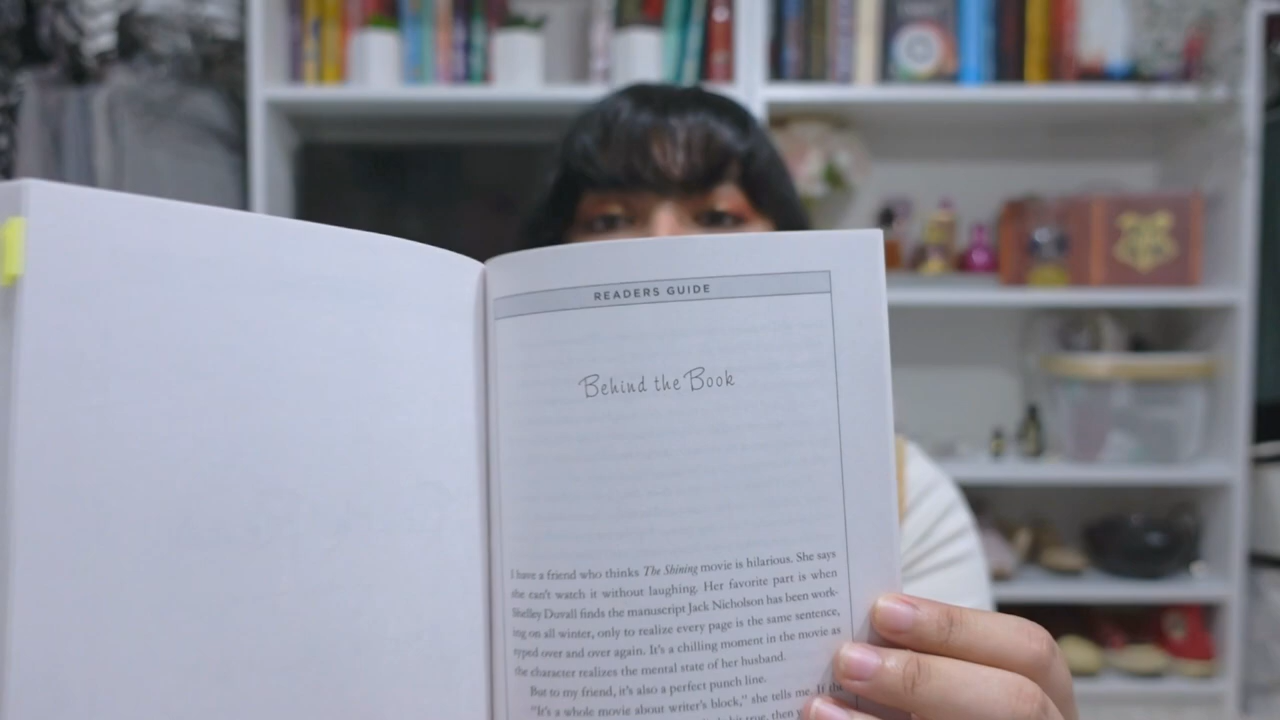 READERS GUIDE
Behind the Book
I have a friend who thinks The Shining movie is hilarious. She says
she can't watch it without laughing. Her favorite part is when
Shelley Duvall finds the manuscript Jack Nicholson has been work-
ing on all winter, only to realize every page is the same sentence,
typed over and over again. It's a chilling moment in the movie as
the character realizes the mental state of her husband.
But to my friend, it's also a perfect punch line.
"It's a whole movie about writer's block," she tells me. If the
bit true, then